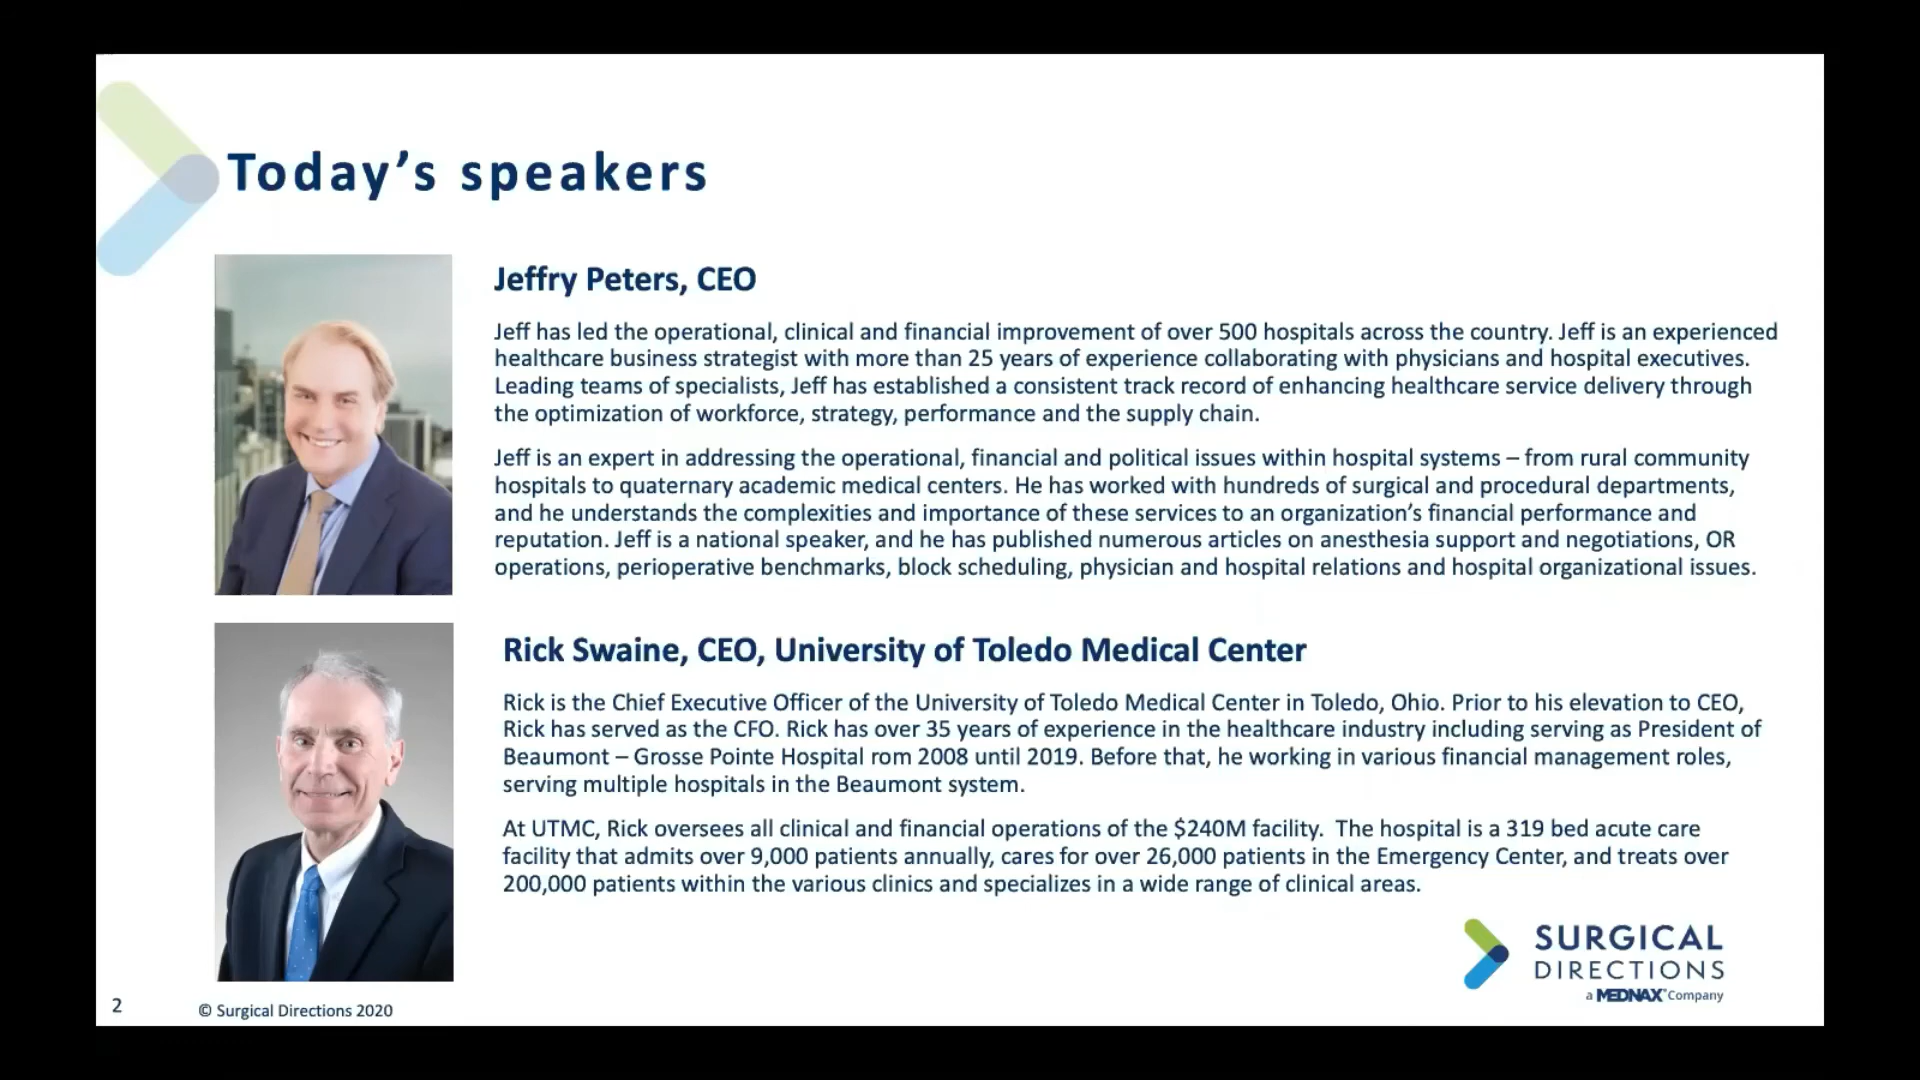 Today’s speakers
Jeffry Peters, CEO
Jeff has led the operational, clinical and financial improvement of over 500 hospitals across the country. Jeff is an experienced
healthcare business strategist with more than 25 years of experience collaborating with physicians and hospital executives.
Leading teams of specialists, Jeff has established a consistent track record of enhancing healthcare service delivery through
the optimization of workforce, strategy, performance and the supply chain.
Jeff is an expert in addressing the operational, financial and political issues within hospital systems – from rural community
hospitals to quaternary academic medical centers. He has worked with hundreds of surgical and procedural departments,
and he understands the complexities and importance of these services to an organization’s financial performance and
reputation. Jeff is a national speaker, and he has published numerous articles on anesthesia support and negotiations, OR
operations, perioperative benchmarks, block scheduling, physician and hospital relations and hospital organizational issues.
Rick Swaine, CEO, University of Toledo Medical Center
Rick is the Chief Executive Officer of the University of Toledo Medical Center in Toledo, Ohio. Prior to his elevation to CEO,
Rick has served as the CFO. Rick has over 35 years of experience in the healthcare industry including serving as President of
Beaumont – Grosse Pointe Hospital rom 2008 until 2019. Before that, he working in various financial management roles,
serving multiple hospitals in the Beaumont system.
At UTMC, Rick oversees all clinical and financial operations of the $240M facility. The hospital is a 319 bed acute care
facility that admits over 9,000 patients annually, cares for over 26,000 patients in the Emergency Center, and treats over
200,000 patients within the various clinics and specializes in a wide range of clinical areas.
SURGICAL
DIRECTIONS
a MEDNAX® Company
2
© Surgical Directions 2020